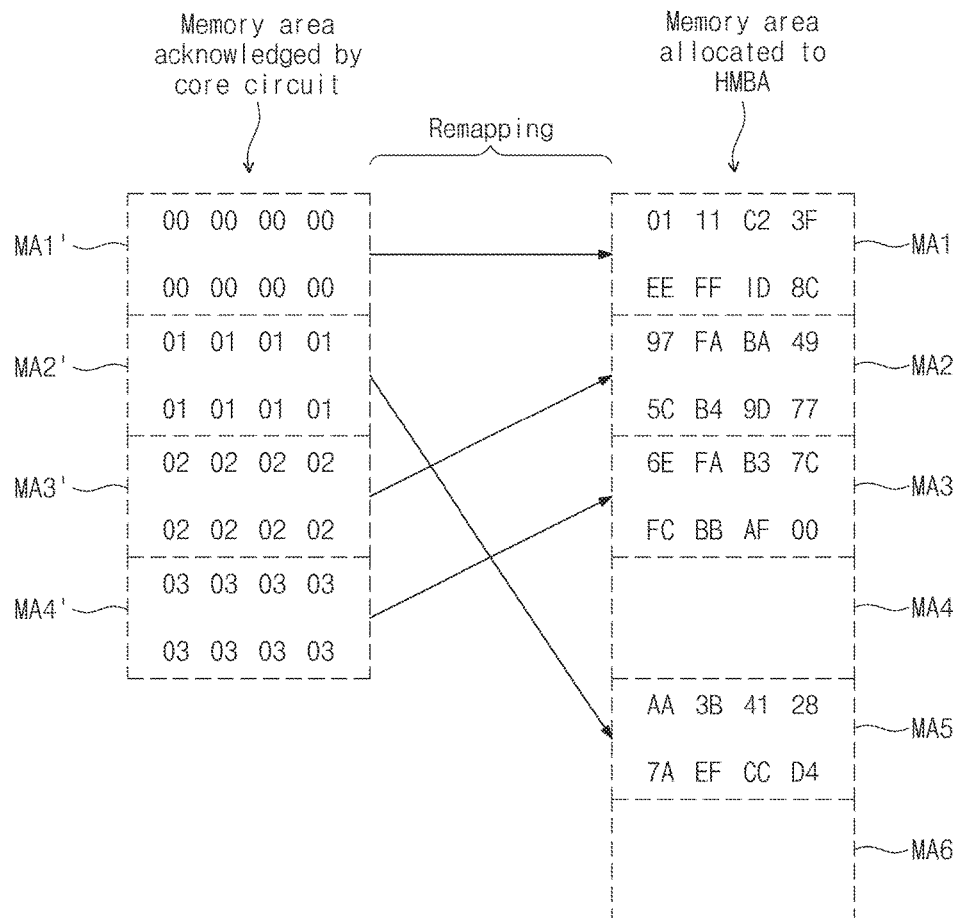 Memory area
acknowledged by
core circuit
Memory area
allocated to
HMBA
Remapping
MA1'
00 00 00 00
00 00 00 00
MA2'
01 01 01 01
01 01 01 01
MA3'
02 02 02 02
02 02 02 02
MA4'
03 03 03 03
03 03 03 03
01 11 C2 3F
EE FF 1D 8C
MA1
97 FA BA 49
5C B4 9D 77
MA2
6E FA B3 7C
FC BB AF 00
MA3
MA4
AA 3B 41 28
7A EF CC D4
MA5
MA6